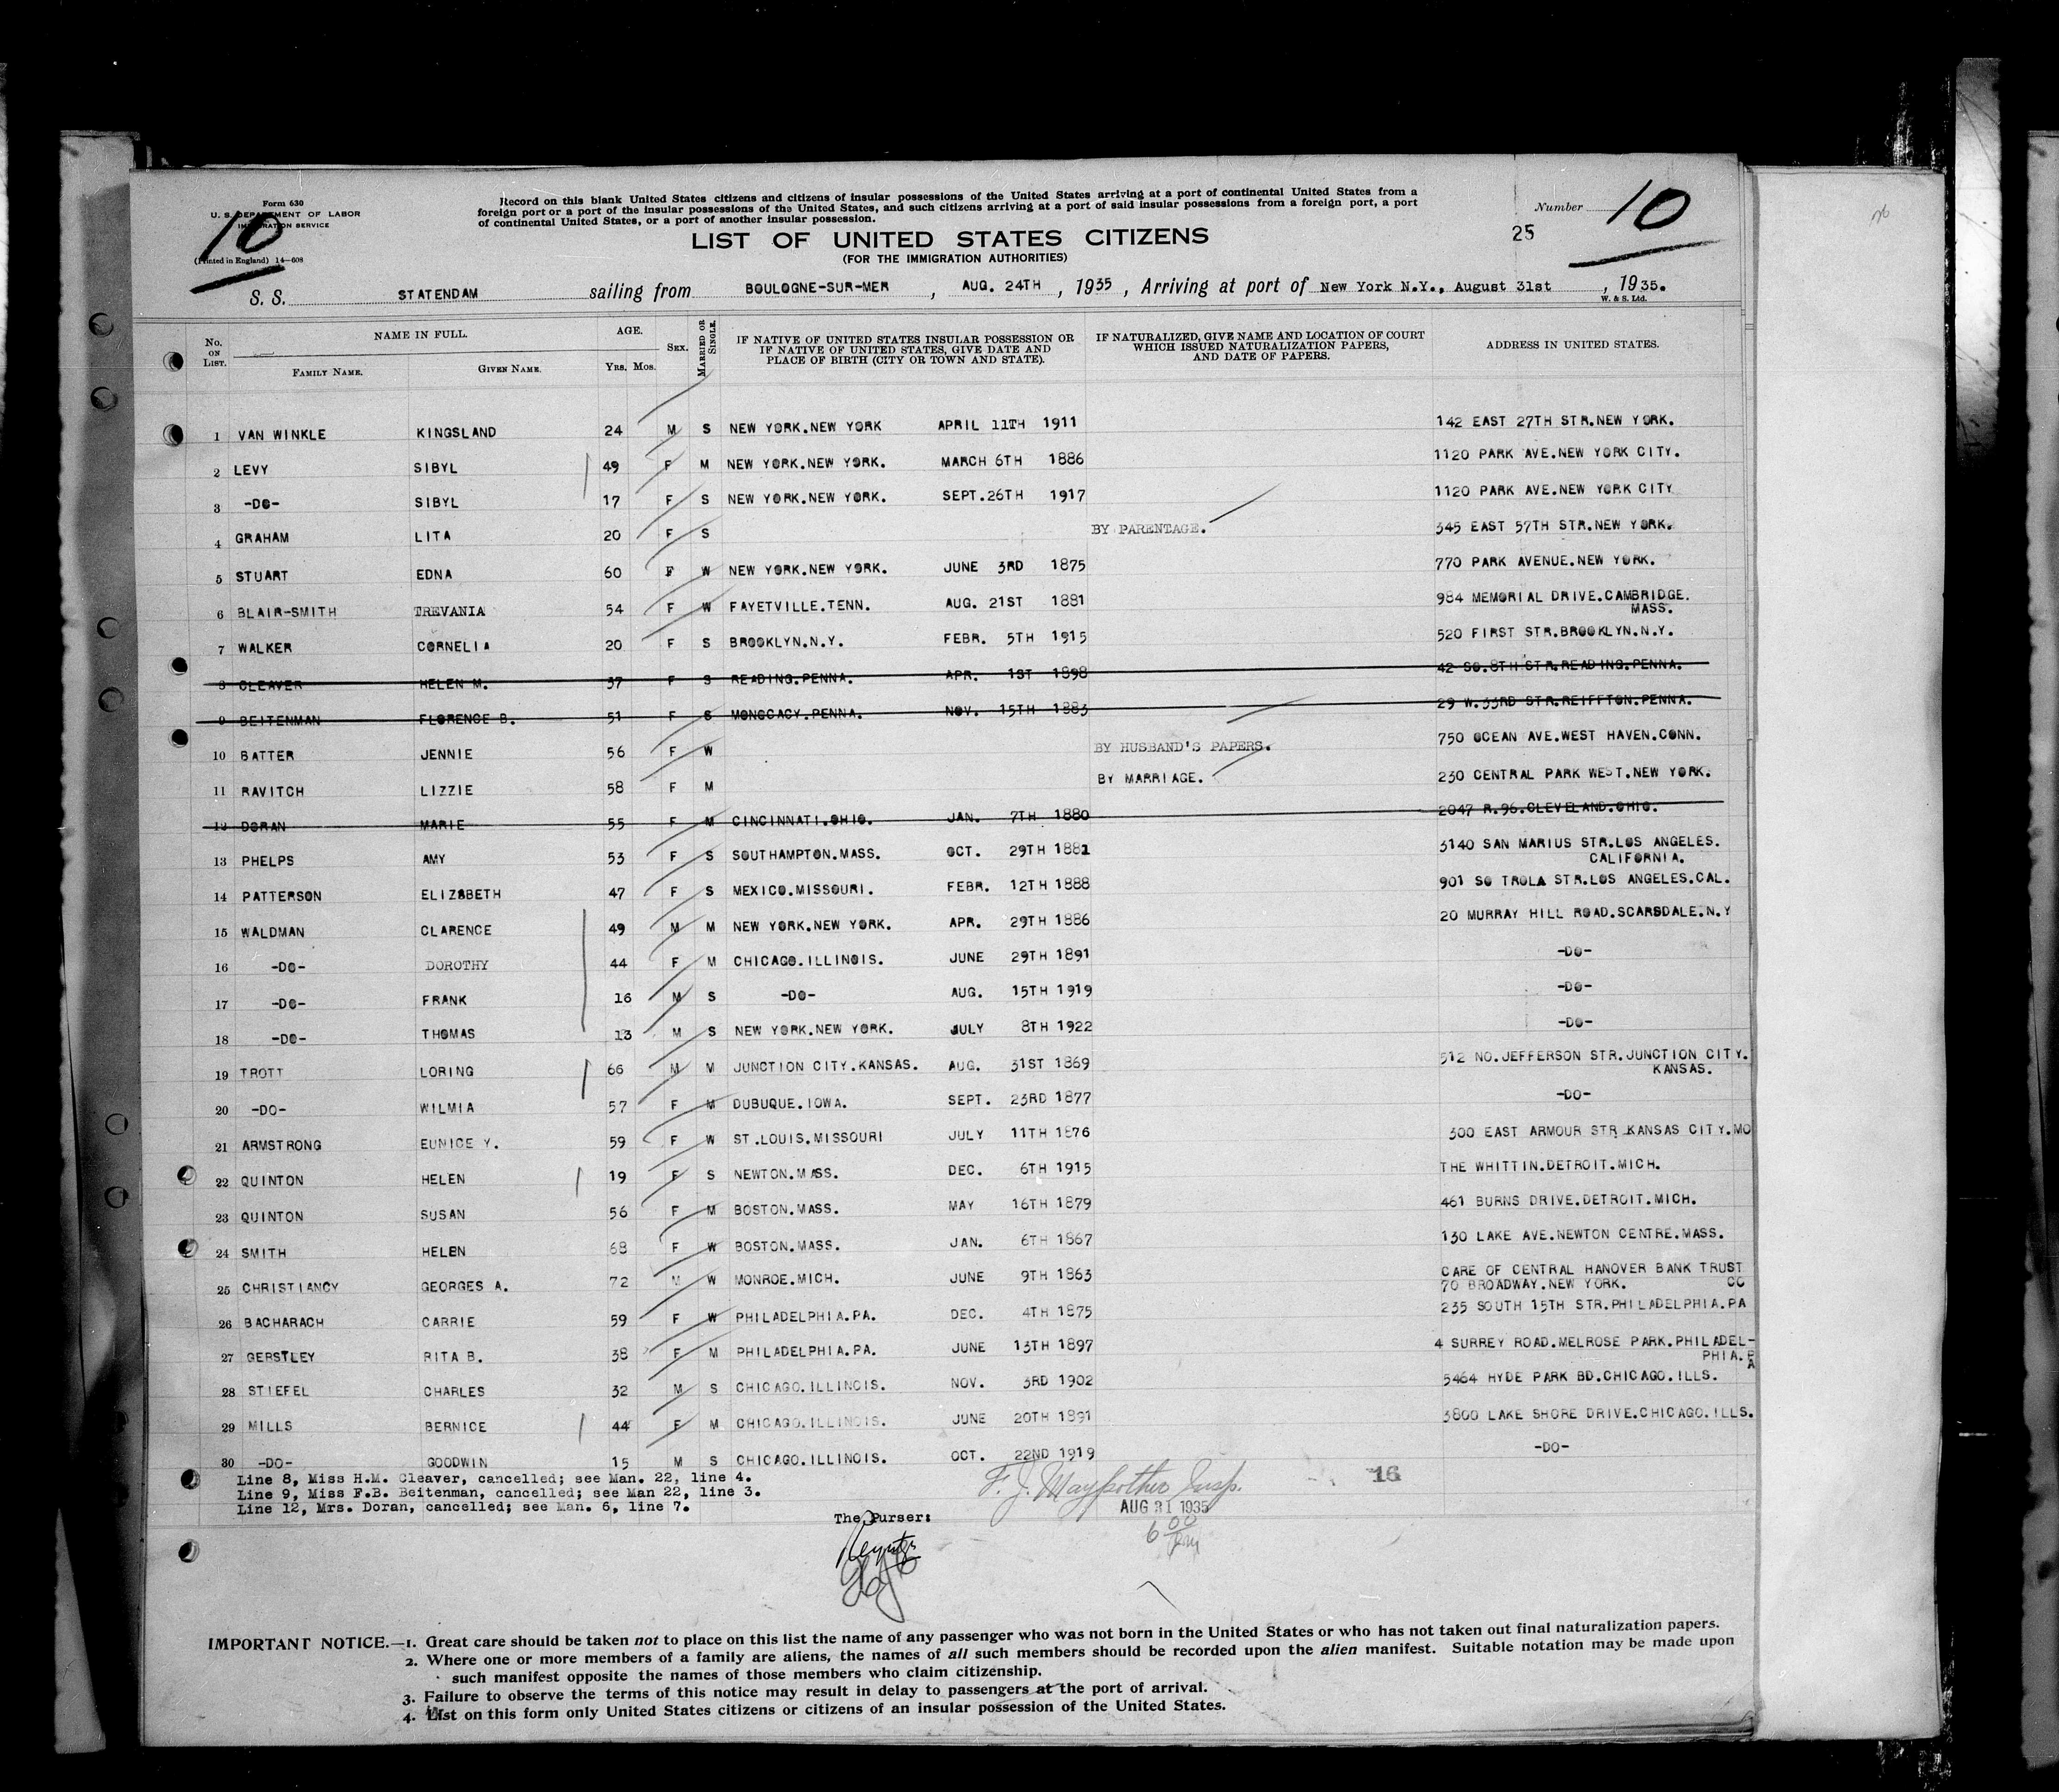 Form 630
U. S. DEPARTMENT OF LABOR
IMMIGRATION SERVICE
(Printed in England) 14—608
10
Record on this blank United States citizens and citizens of insular possessions of the United States arriving at a port of continental United States from a
foreign port or a port of the insular possessions of the United States, and such citizens arriving at a port of said insular possessions from a foreign port, a port
of continental United States, or a port of another insular possession.
Number 10
25
LIST OF UNITED STATES CITIZENS
(FOR THE IMMIGRATION AUTHORITIES)
S. S. STATENDAM sailing from BOULOGNE-SUR-MER, AUG. 24TH, 1935, Arriving at port of New York N.Y., August 31st, 1935.
W. & S. Ltd.
No. ON LIST. NAME IN FULL. FAMILY NAME. GIVEN NAME. AGE. Yrs. Mos. SEX. MARRIED OR SINGLE. IF NATIVE OF UNITED STATES INSULAR POSSESSION OR IF NATIVE OF UNITED STATES, GIVE DATE AND PLACE OF BIRTH (CITY OR TOWN AND STATE). IF NATURALIZED, GIVE NAME AND LOCATION OF COURT WHICH ISSUED NATURALIZATION PAPERS, AND DATE OF PAPERS. ADDRESS IN UNITED STATES.
1 VAN WINKLE KINGSLAND 24 M S NEW YORK.NEW YORK APRIL 11TH 1911 142 EAST 27TH STR.NEW YORK.
2 LEVY SIBYL 49 F M NEW YORK.NEW YORK. MARCH 6TH 1886 1120 PARK AVE.NEW YORK CITY.
3 -DO- SIBYL 17 F S NEW YORK.NEW YORK. SEPT.26TH 1917 1120 PARK AVE.NEW YORK CITY
4 GRAHAM LITA 20 F S BY PARENTAGE. 345 EAST 57TH STR.NEW YORK.
5 STUART EDNA 60 F W NEW YORK.NEW YORK. JUNE 3RD 1875 770 PARK AVENUE.NEW YORK.
6 BLAIR-SMITH TREVANIA 54 F W FAYETVILLE.TENN. AUG. 21ST 1881 984 MEMORIAL DRIVE.CAMBRIDGE.
MASS.
7 WALKER CORNELIA 20 F S BROOKLYN.N.Y. FEBR. 5TH 1915 520 FIRST STR.BROOKLYN.N.Y.
8 CLEAVER HELEN M. 37 F S READING.PENNA. APR. 1ST 1898 42 SO.8TH STR.READING.PENNA.
9 BEITENMAN FLORENCE B. 51 F S MONOCACY.PENNA. NOV. 15TH 1883 29 W.33RD STR.REIFFTON.PENNA.
10 BATTER JENNIE 56 F W BY HUSBAND'S PAPERS. 750 OCEAN AVE.WEST HAVEN.CONN.
11 RAVITCH LIZZIE 58 F M BY MARRIAGE. 230 CENTRAL PARK WEST.NEW YORK.
12 DORAN MARIE 55 F M CINCINNATI.OHIO. JAN. 7TH 1880 2047 R.96.CLEVELAND.OHIO.
13 PHELPS AMY 53 F S SOUTHAMPTON.MASS. OCT. 29TH 1881 3140 SAN MARIUS STR.LOS ANGELES.
CALIFORNIA.
14 PATTERSON ELIZABETH 47 F S MEXICO.MISSOURI. FEBR. 12TH 1888 901 SO TROLA STR.LOS ANGELES.CAL.
15 WALDMAN CLARENCE 49 M M NEW YORK.NEW YORK. APR. 29TH 1886 20 MURRAY HILL ROAD.SCARSDALE.N.Y
16 -DO- DOROTHY 44 F M CHICAGO.ILLINOIS. JUNE 29TH 1891 -DO-
17 -DO- FRANK 16 M S -DO- AUG. 15TH 1919 -DO-
18 -DO- THOMAS 13 M S NEW YORK.NEW YORK. JULY 8TH 1922 -DO-
19 TROTT LORING 66 M M JUNCTION CITY.KANSAS. AUG. 31ST 1869 512 NO.JEFFERSON STR.JUNCTION CITY.
KANSAS.
20 -DO- WILMIA 57 F M DUBUQUE.IOWA. SEPT. 23RD 1877 -DO-
21 ARMSTRONG EUNICE Y. 59 F W ST.LOUIS.MISSOURI JULY 11TH 1876 300 EAST ARMOUR STR.KANSAS CITY.MO
22 QUINTON HELEN 19 F S NEWTON.MASS. DEC. 6TH 1915 THE WHITTIN.DETROIT.MICH.
23 QUINTON SUSAN 56 F M BOSTON.MASS. MAY 16TH 1879 461 BURNS DRIVE.DETROIT.MICH.
24 SMITH HELEN 68 F W BOSTON.MASS. JAN. 6TH 1867 130 LAKE AVE.NEWTON CENTRE.MASS.
25 CHRISTIANCY GEORGES A. 72 M W MONROE.MICH. JUNE 9TH 1863 CARE OF CENTRAL HANOVER BANK TRUST
70 BROADWAY.NEW YORK. CO
26 BACHARACH CARRIE 59 F W PHILADELPHIA.PA. DEC. 4TH 1875 235 SOUTH 15TH STR.PHILADELPHIA.PA
27 GERSTLEY RITA B. 38 F M PHILADELPHIA.PA. JUNE 13TH 1897 4 SURREY ROAD.MELROSE PARK.PHILADEL-
PHIA.PA
28 STIEFEL CHARLES 32 M S CHICAGO.ILLINOIS. NOV. 3RD 1902 5464 HYDE PARK BD.CHICAGO.ILLS.
29 MILLS BERNICE 44 F M CHICAGO.ILLINOIS. JUNE 20TH 1891 3800 LAKE SHORE DRIVE.CHICAGO.ILLS.
30 -DO- GOODWIN 15 M S CHICAGO.ILLINOIS. OCT. 22ND 1919 -DO-
Line 8, Miss H.M. Cleaver, cancelled; see Man. 22, line 4.
Line 9, Miss F.B. Beitenman, cancelled; see Man 22, line 3.
Line 12, Mrs. Doran, cancelled; see Man. 6, line 7.
F. J. Maypother Insp.
16
AUG 31 1935
6 00 pm
The Purser:
IMPORTANT NOTICE.—1. Great care should be taken not to place on this list the name of any passenger who was not born in the United States or who has not taken out final naturalization papers.
2. Where one or more members of a family are aliens, the names of all such members should be recorded upon the alien manifest. Suitable notation may be made upon
such manifest opposite the names of those members who claim citizenship.
3. Failure to observe the terms of this notice may result in delay to passengers at the port of arrival.
4. List on this form only United States citizens or citizens of an insular possession of the United States.